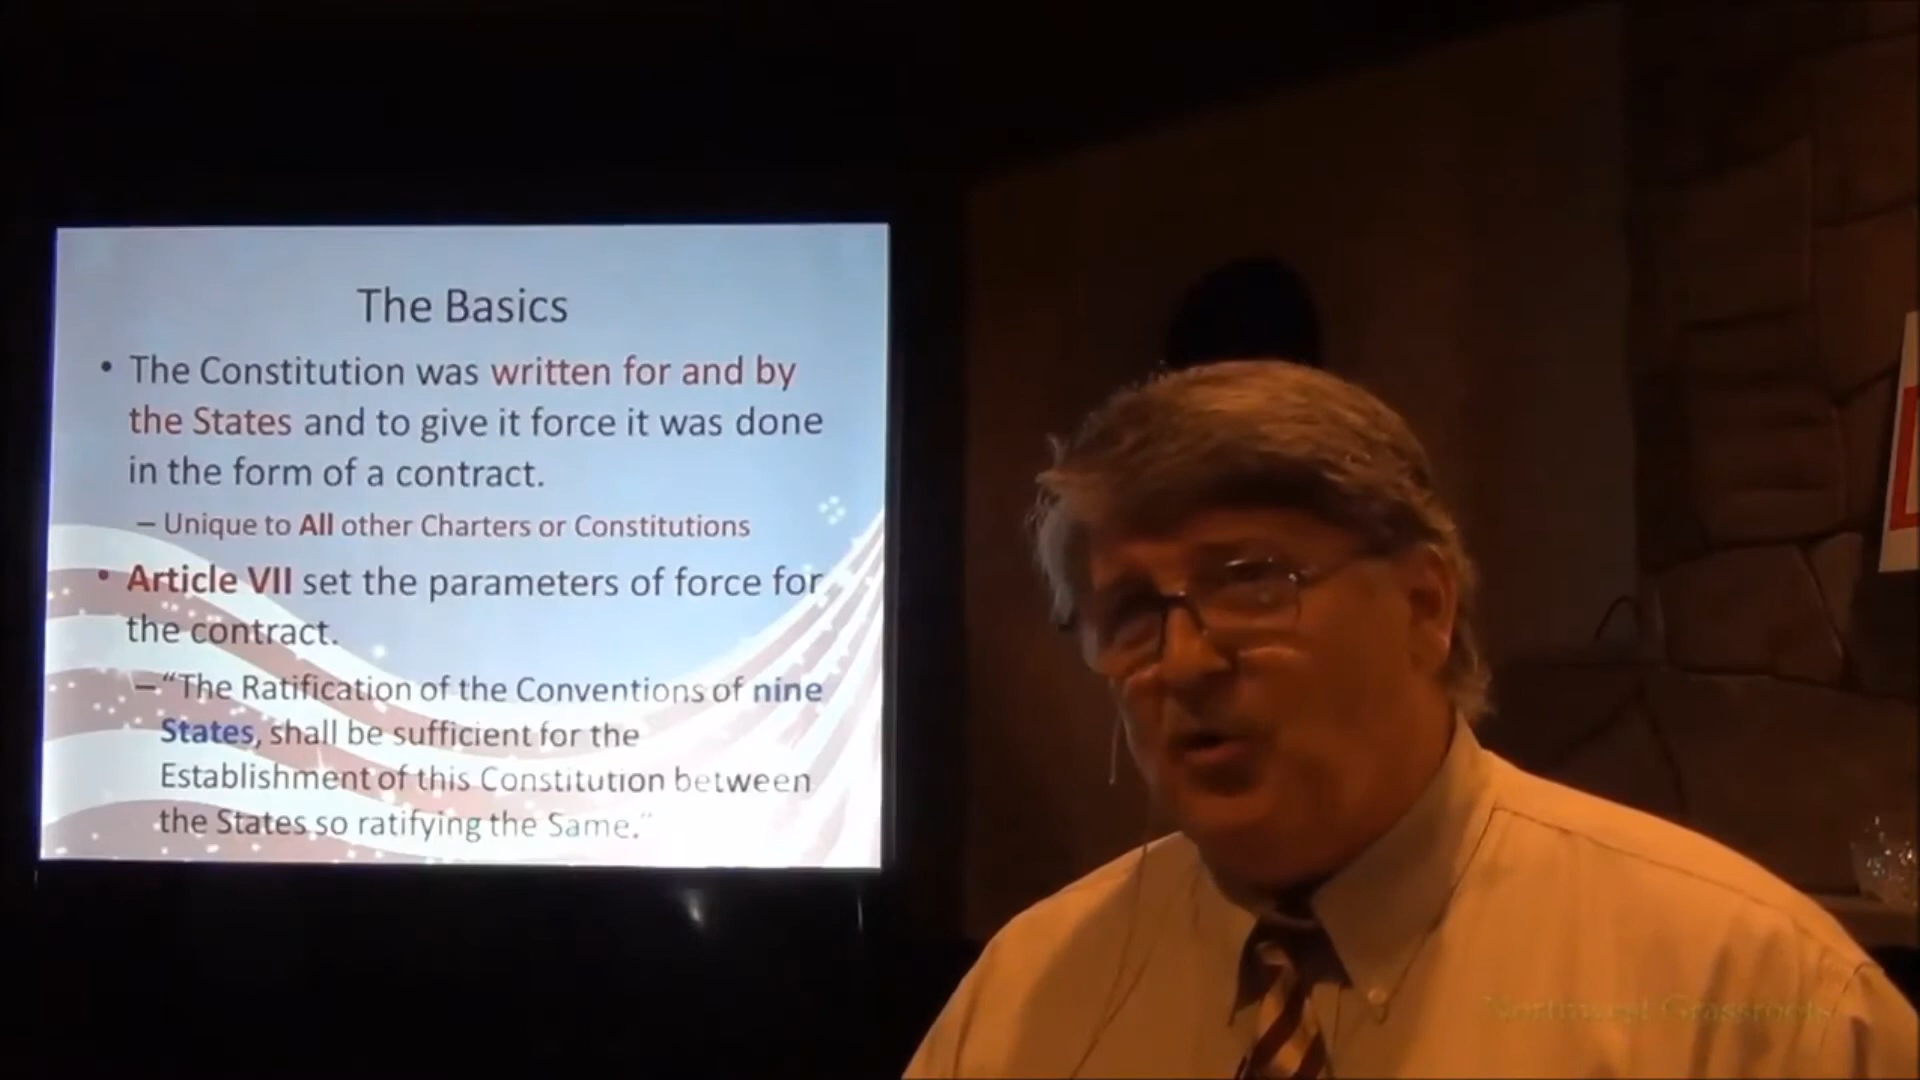 The Basics
• The Constitution was written for and by
the States and to give it force it was done
in the form of a contract.
– Unique to All other Charters or Constitutions
• Article VII set the parameters of force for
the contract.
– “The Ratification of the Conventions of nine
States, shall be sufficient for the
Establishment of this Constitution between
the States so ratifying the Same.”
Northwest Grassroots